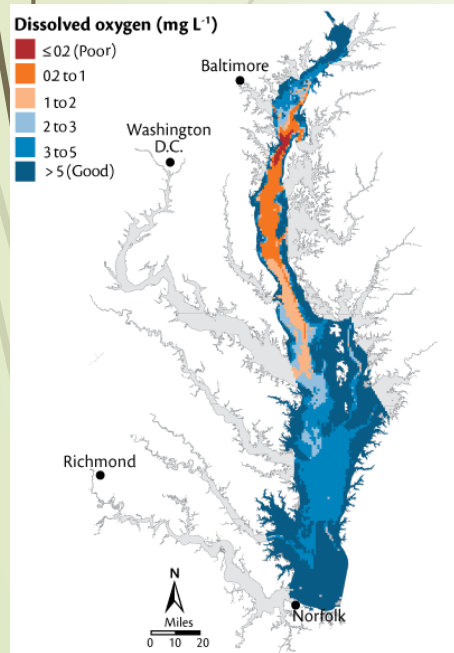 Dissolved oxygen (mg L⁻¹)
≤ 0.2 (Poor)
0.2 to 1
1 to 2
2 to 3
3 to 5
> 5 (Good)
Baltimore
Washington
D.C.
Richmond
N
Miles
0 10 20
Norfolk